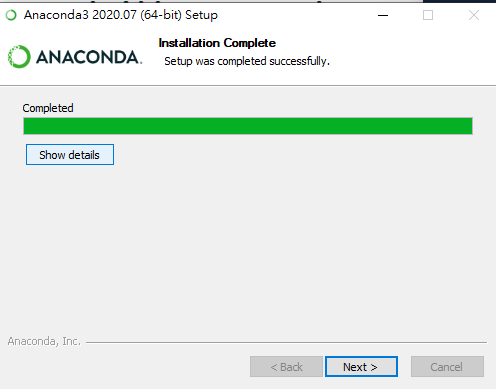 Anaconda3 2020.07 (64-bit) Setup
ANACONDA.
Installation Complete
Setup was completed successfully.
Completed
Show details
Anaconda, Inc.
< Back
Next >
Cancel